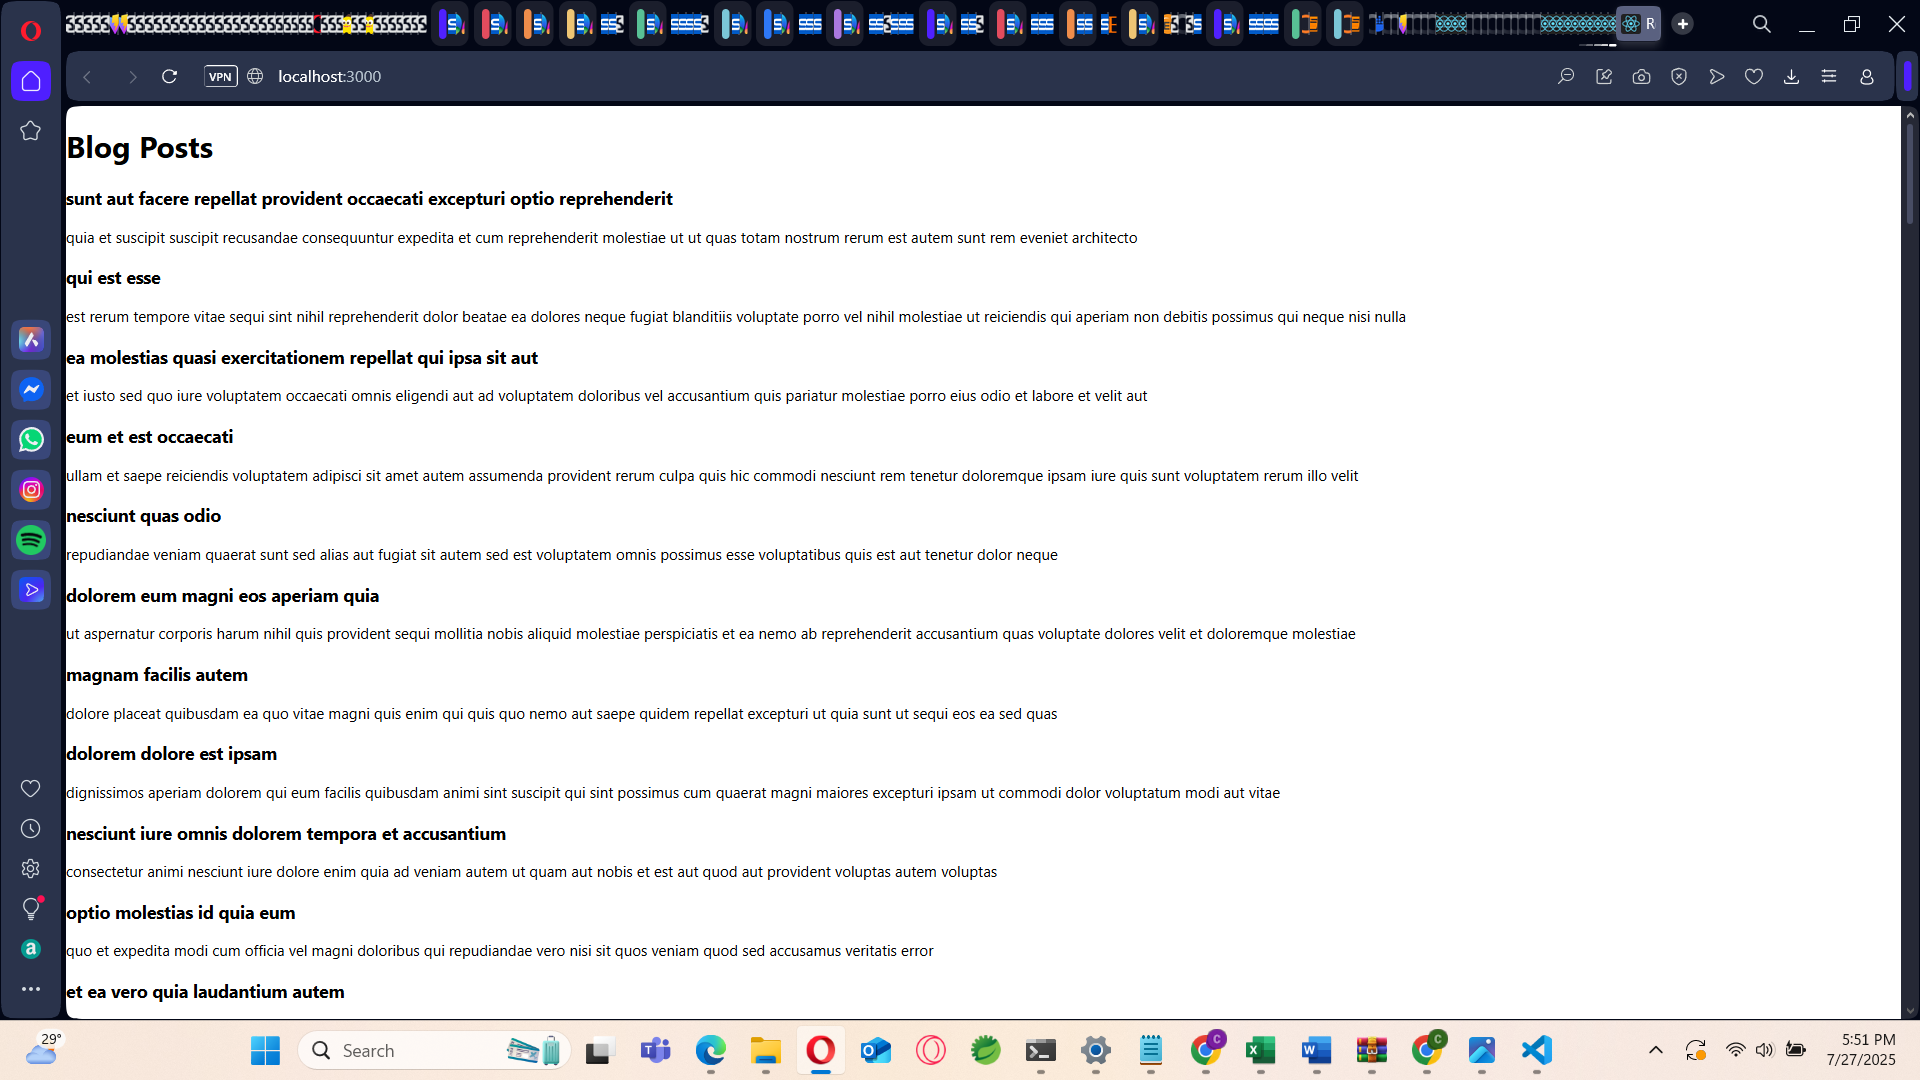 R
VPN
localhost:3000
Blog Posts
sunt aut facere repellat provident occaecati excepturi optio reprehenderit
quia et suscipit suscipit recusandae consequuntur expedita et cum reprehenderit molestiae ut ut quas totam nostrum rerum est autem sunt rem eveniet architecto
qui est esse
est rerum tempore vitae sequi sint nihil reprehenderit dolor beatae ea dolores neque fugiat blanditiis voluptate porro vel nihil molestiae ut reiciendis qui aperiam non debitis possimus qui neque nisi nulla
ea molestias quasi exercitationem repellat qui ipsa sit aut
et iusto sed quo iure voluptatem occaecati omnis eligendi aut ad voluptatem doloribus vel accusantium quis pariatur molestiae porro eius odio et labore et velit aut
eum et est occaecati
ullam et saepe reiciendis voluptatem adipisci sit amet autem assumenda provident rerum culpa quis hic commodi nesciunt rem tenetur doloremque ipsam iure quis sunt voluptatem rerum illo velit
nesciunt quas odio
repudiandae veniam quaerat sunt sed alias aut fugiat sit autem sed est voluptatem omnis possimus esse voluptatibus quis est aut tenetur dolor neque
dolorem eum magni eos aperiam quia
ut aspernatur corporis harum nihil quis provident sequi mollitia nobis aliquid molestiae perspiciatis et ea nemo ab reprehenderit accusantium quas voluptate dolores velit et doloremque molestiae
magnam facilis autem
dolore placeat quibusdam ea quo vitae magni quis enim qui quis quo nemo aut saepe quidem repellat excepturi ut quia sunt ut sequi eos ea sed quas
dolorem dolore est ipsam
dignissimos aperiam dolorem qui eum facilis quibusdam animi sint suscipit qui sint possimus cum quaerat magni maiores excepturi ipsam ut commodi dolor voluptatum modi aut vitae
nesciunt iure omnis dolorem tempora et accusantium
consectetur animi nesciunt iure dolore enim quia ad veniam autem ut quam aut nobis et est aut quod aut provident voluptas autem voluptas
optio molestias id quia eum
quo et expedita modi cum officia vel magni doloribus qui repudiandae vero nisi sit quos veniam quod sed accusamus veritatis error
et ea vero quia laudantium autem
29°
Search
5:51 PM
7/27/2025